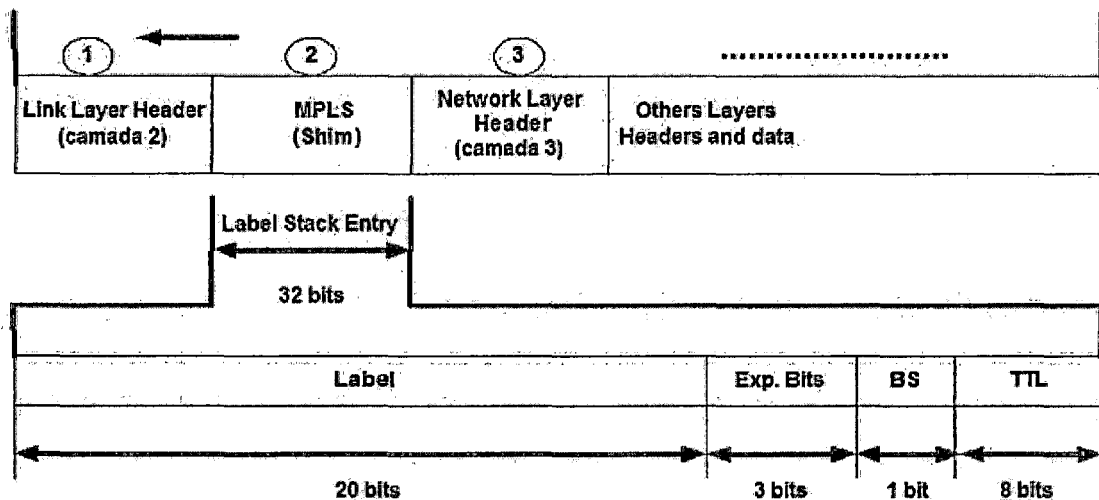 1
2
3
Link Layer Header
(camada 2)
MPLS
(Shim)
Network Layer
Header
(camada 3)
Others Layers
Headers and data
Label Stack Entry
32 bits
Label
Exp. Bits
BS
TTL
20 bits
3 bits
1 bit
8 bits